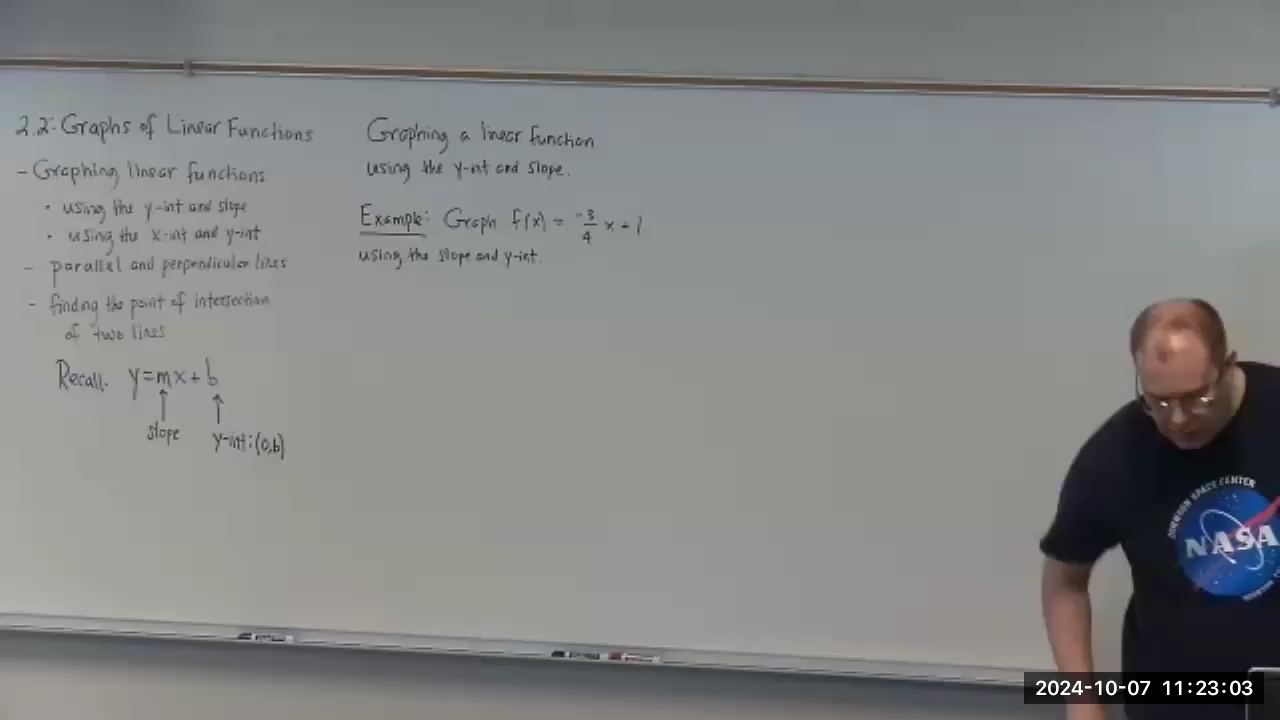 2.2: Graphs of Linear Functions
- Graphing linear functions
• using the y-int and slope
• using the x-int and y-int
- parallel and perpendicular lines
- finding the point of intersection
of two lines
Recall. y=mx+b
slope
y-int:(0,b)
Graphing a linear function
using the y-int and slope.
Example: Graph f(x) = -3/4 x + 1
using the slope and y-int.
JOHNSON SPACE CENTER
NASA
2024-10-07 11:23:03